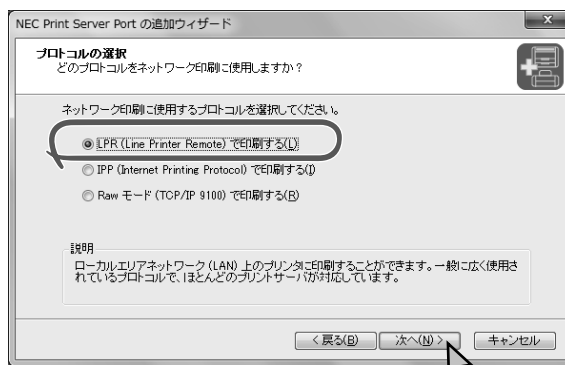 NEC Print Server Port の追加ウィザード
プロトコルの選択
どのプロトコルをネットワーク印刷に使用しますか?
ネットワーク印刷に使用するプロトコルを選択してください。
LPR (Line Printer Remote) で印刷する(L)
IPP (Internet Printing Protocol) で印刷する(I)
Raw モード (TCP/IP 9100) で印刷する(R)
説明
ローカルエリアネットワーク (LAN) 上のプリンタに印刷することができます。一般に広く使用さ
れているプロトコルで、ほとんどのプリントサーバが対応しています。
< 戻る(B) 次へ(N) > キャンセル